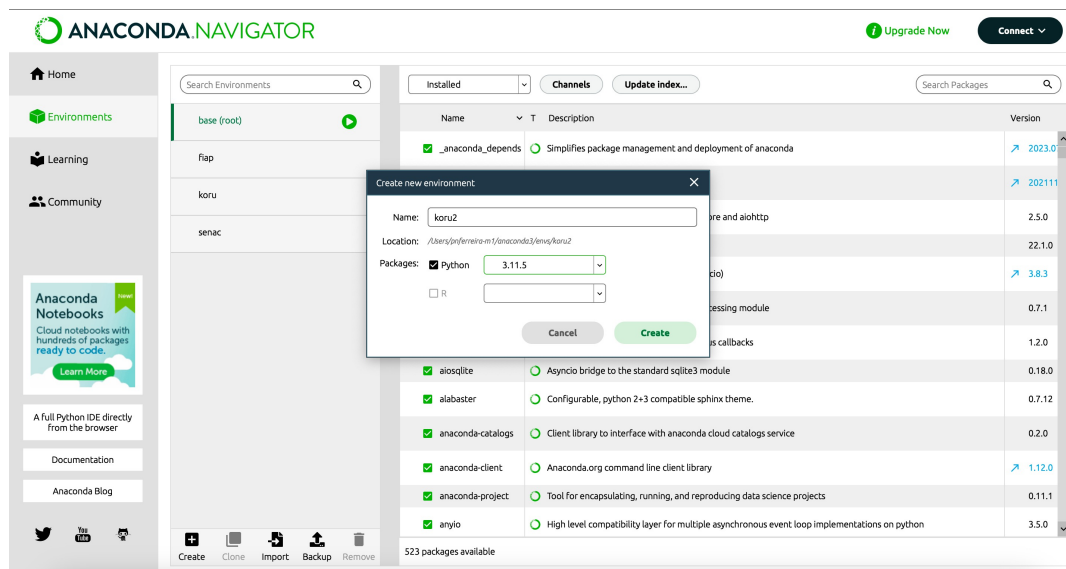 ANACONDA.NAVIGATOR
Upgrade Now
Connect
Home
Environments
Learning
Community
Anaconda
Notebooks
New!
Cloud notebooks with
hundreds of packages
ready to code.
Learn More
A full Python IDE directly
from the browser
Documentation
Anaconda Blog
You
Tube
Search Environments
base (root)
fiap
koru
senac
Create
Clone
Import
Backup
Remove
Installed
Channels
Update index...
Search Packages
Name
T
Description
Version
_anaconda_depends Simplifies package management and deployment of anaconda 2023.0
202111
re and aiohttp 2.5.0
22.1.0
cio) 3.8.3
essing module 0.7.1
us callbacks 1.2.0
aiosqlite Asyncio bridge to the standard sqlite3 module 0.18.0
alabaster Configurable, python 2+3 compatible sphinx theme. 0.7.12
anaconda-catalogs Client library to interface with anaconda cloud catalogs service 0.2.0
anaconda-client Anaconda.org command line client library 1.12.0
anaconda-project Tool for encapsulating, running, and reproducing data science projects 0.11.1
anyio High level compatibility layer for multiple asynchronous event loop implementations on python 3.5.0
523 packages available
Create new environment
Name: koru2
Location: /Users/pnferreira-m1/anaconda3/envs/koru2
Packages: Python 3.11.5
R
Cancel
Create